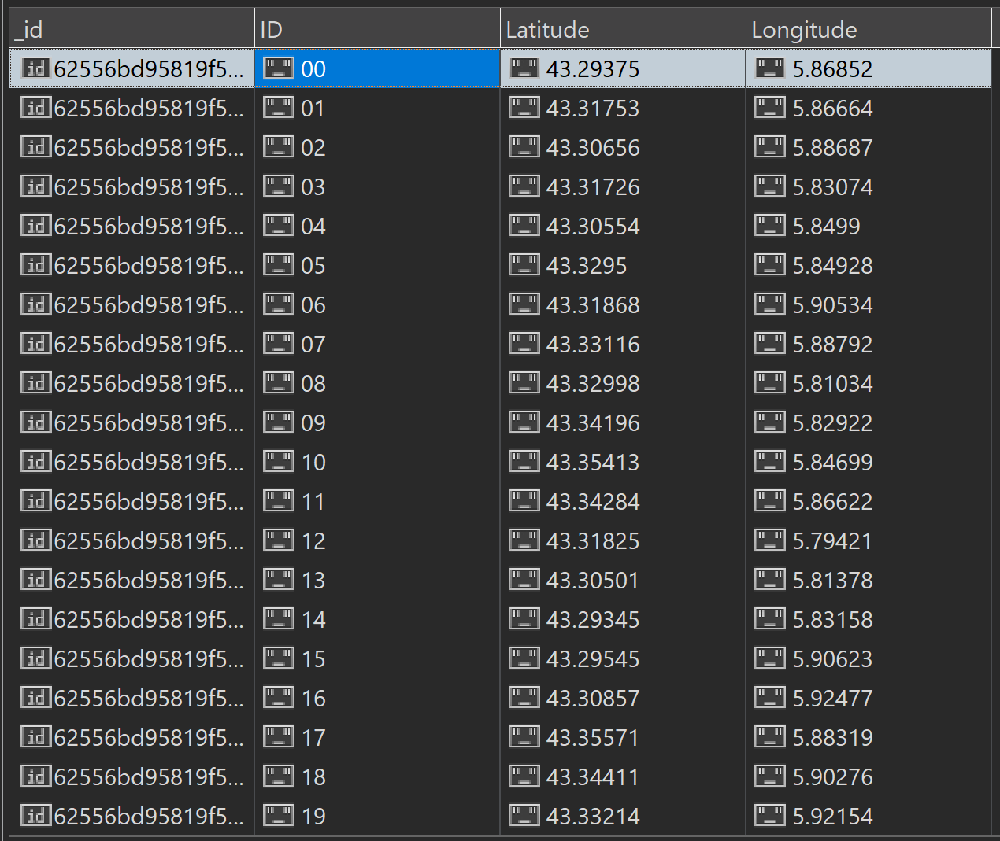 _id ID Latitude Longitude
id 62556bd95819f5... 00 43.29375 5.86852
id 62556bd95819f5... 01 43.31753 5.86664
id 62556bd95819f5... 02 43.30656 5.88687
id 62556bd95819f5... 03 43.31726 5.83074
id 62556bd95819f5... 04 43.30554 5.8499
id 62556bd95819f5... 05 43.3295 5.84928
id 62556bd95819f5... 06 43.31868 5.90534
id 62556bd95819f5... 07 43.33116 5.88792
id 62556bd95819f5... 08 43.32998 5.81034
id 62556bd95819f5... 09 43.34196 5.82922
id 62556bd95819f5... 10 43.35413 5.84699
id 62556bd95819f5... 11 43.34284 5.86622
id 62556bd95819f5... 12 43.31825 5.79421
id 62556bd95819f5... 13 43.30501 5.81378
id 62556bd95819f5... 14 43.29345 5.83158
id 62556bd95819f5... 15 43.29545 5.90623
id 62556bd95819f5... 16 43.30857 5.92477
id 62556bd95819f5... 17 43.35571 5.88319
id 62556bd95819f5... 18 43.34411 5.90276
id 62556bd95819f5... 19 43.33214 5.92154